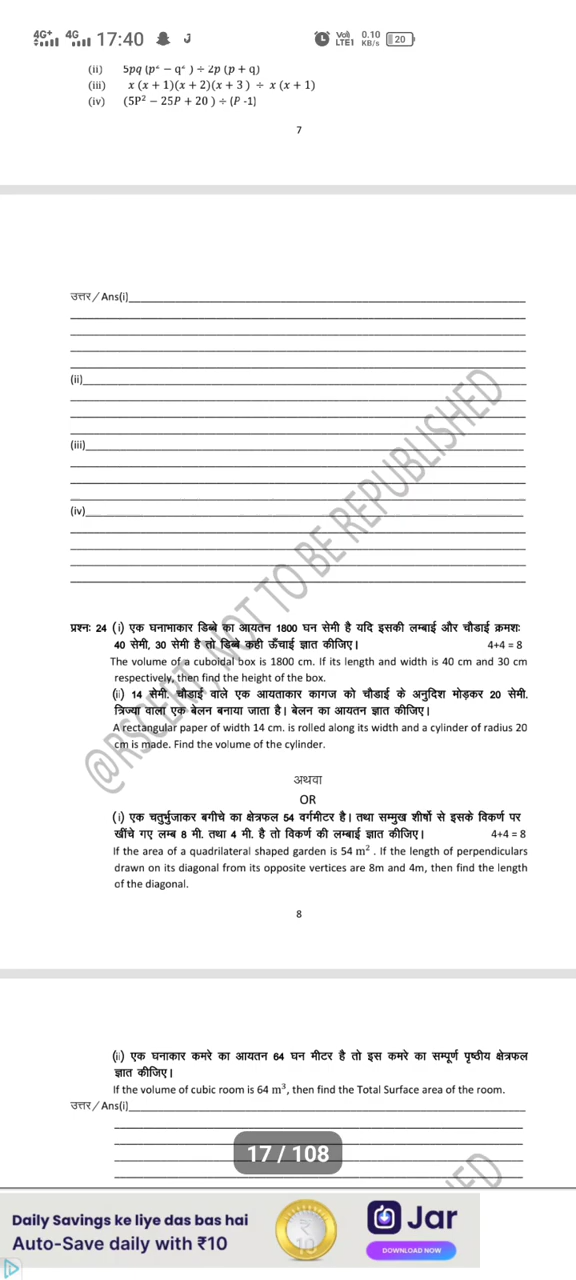 4G+ 4G 17:40 VoD LTE1 0.10 KB/s 20
(ii) 5pq (p² − q² ) ÷ 2p (p + q)
(iii) x (x + 1)(x + 2)(x + 3 ) ÷ x (x + 1)
(iv) (5P² − 25P + 20 ) ÷ (P -1)
7
उत्तर / Ans(i)
(ii)
(iii)
(iv)
@RSCERT, NOT TO BE REPUBLISHED
प्रश्नः 24 (i) एक घनाभाकार डिब्बे का आयतन 1800 घन सेमी है यदि इसकी लम्बाई और चौडाई क्रमशः
40 सेमी, 30 सेमी है तो डिब्बे कही ऊँचाई ज्ञात कीजिए। 4+4 = 8
The volume of a cuboidal box is 1800 cm. If its length and width is 40 cm and 30 cm
respectively, then find the height of the box.
(ii) 14 सेमी. चौडाई वाले एक आयताकार कागज को चौडाई के अनुदिश मोड़कर 20 सेमी.
त्रिज्या वाला एक बेलन बनाया जाता है। बेलन का आयतन ज्ञात कीजिए।
A rectangular paper of width 14 cm. is rolled along its width and a cylinder of radius 20
cm is made. Find the volume of the cylinder.
अथवा
OR
(i) एक चतुर्भुजाकर बगीचे का क्षेत्रफल 54 वर्गमीटर है। तथा सम्मुख शीर्षो से इसके विकर्ण पर
खींचे गए लम्ब 8 मी. तथा 4 मी. है तो विकर्ण की लम्बाई ज्ञात कीजिए। 4+4 = 8
If the area of a quadrilateral shaped garden is 54 m² . If the length of perpendiculars
drawn on its diagonal from its opposite vertices are 8m and 4m, then find the length
of the diagonal.
8
(ii) एक घनाकार कमरे का आयतन 64 घन मीटर है तो इस कमरे का सम्पूर्ण पृष्ठीय क्षेत्रफल
ज्ञात कीजिए।
If the volume of cubic room is 64 m³, then find the Total Surface area of the room.
उत्तर / Ans(i)
17 / 108
Daily Savings ke liye das bas hai
Auto-Save daily with ₹10
₹
10
Jar
DOWNLOAD NOW